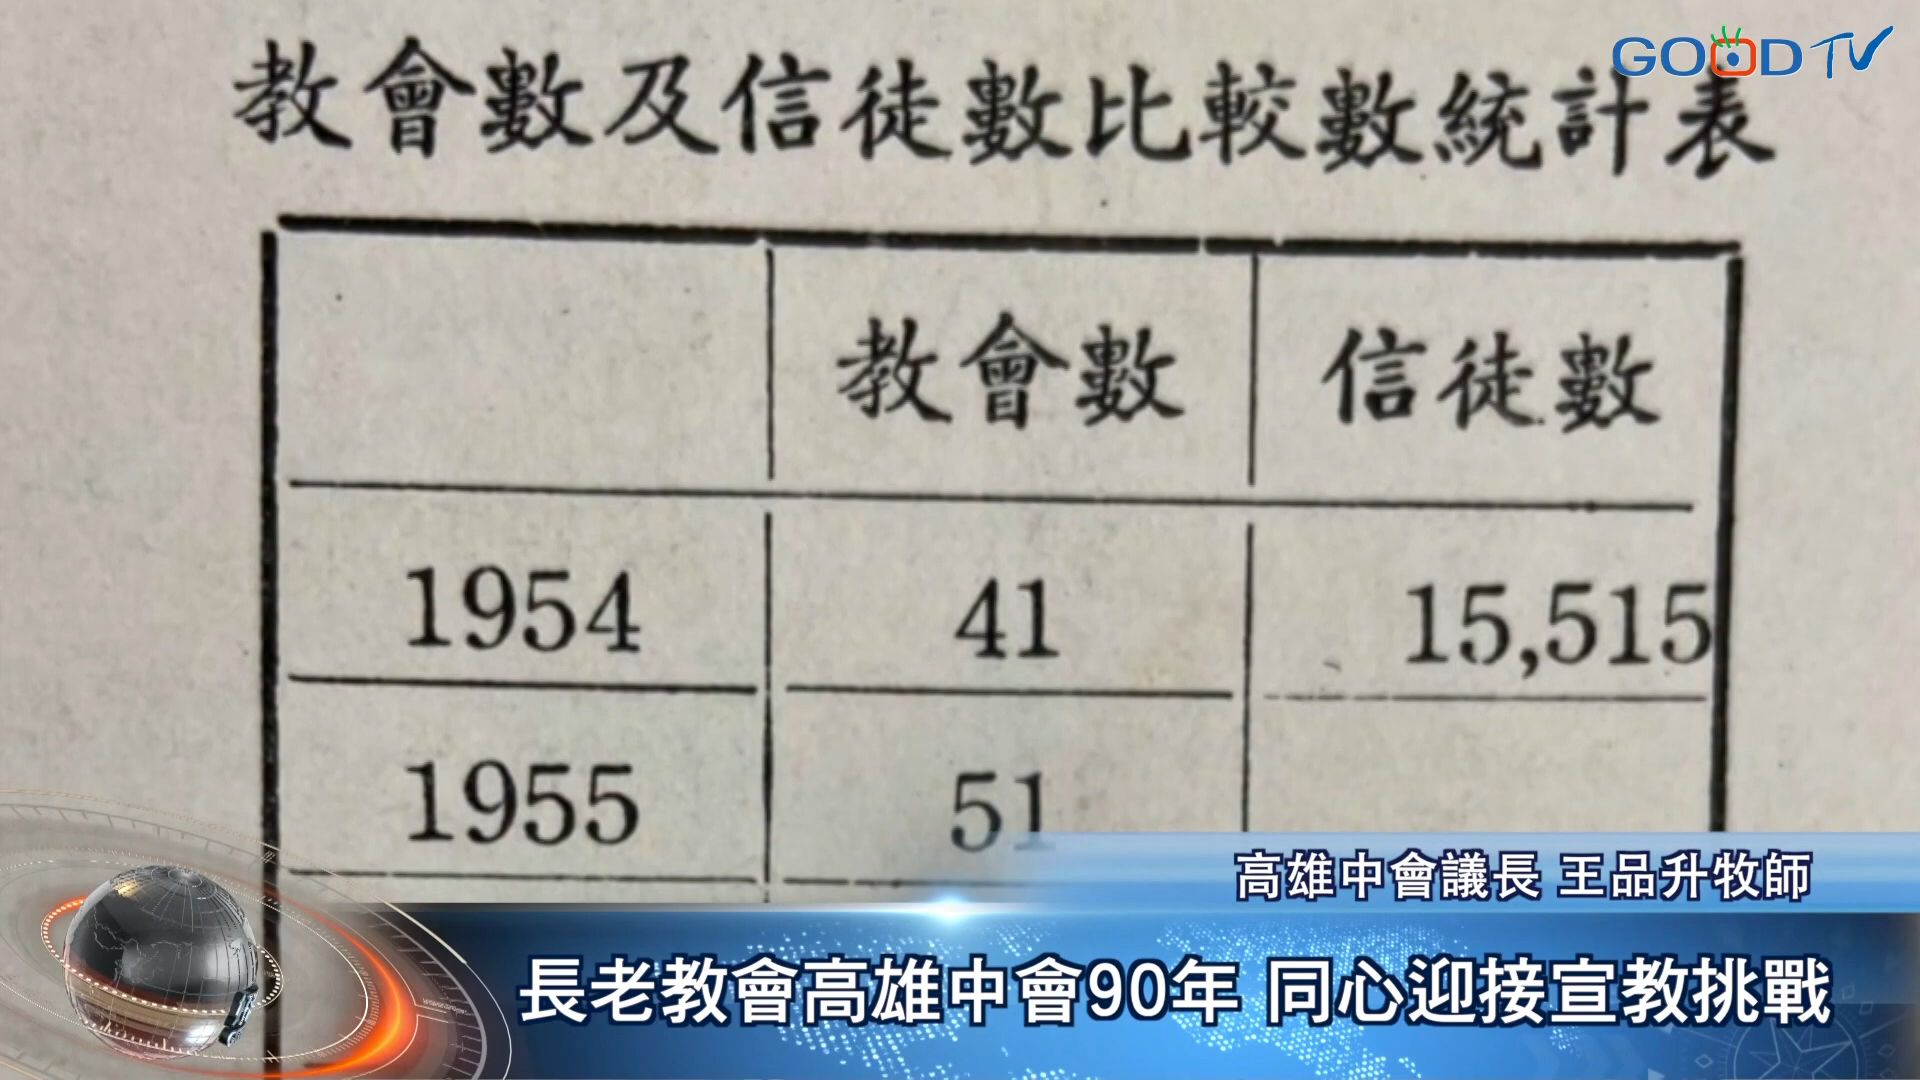 GOOD TV
教會數及信徒數比較數統計表
教會數 信徒數
1954 41 15,515
1955 51
高雄中會議長 王品升牧師
長老教會高雄中會90年 同心迎接宣教挑戰